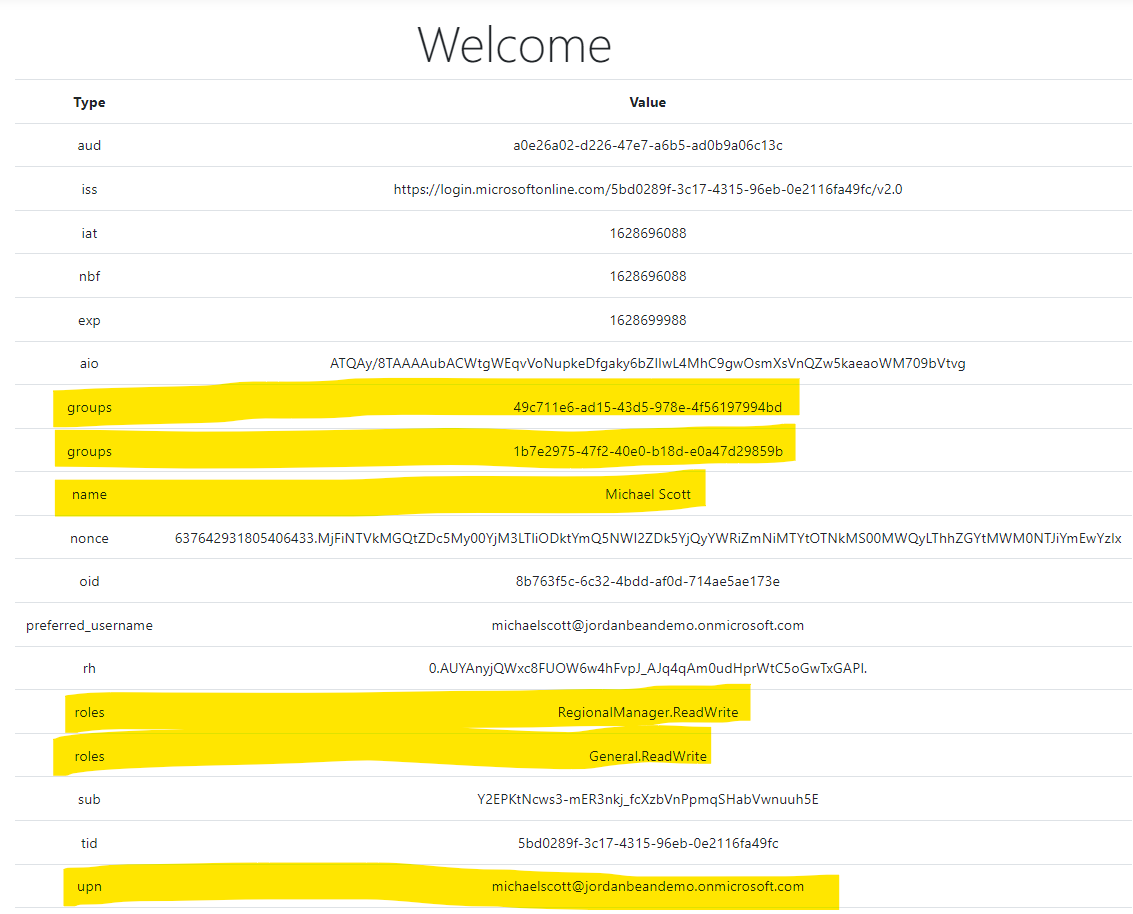 Welcome
Type Value
aud a0e26a02-d226-47e7-a6b5-ad0b9a06c13c
iss https://login.microsoftonline.com/5bd0289f-3c17-4315-96eb-0e2116fa49fc/v2.0
iat 1628696088
nbf 1628696088
exp 1628699988
aio ATQAy/8TAAAAubACWtgWEqvVoNupkeDfgaky6bZIIwL4MhC9gwOsmXsVnQZw5kaeaoWM709bVtvg
groups 49c711e6-ad15-43d5-978e-4f56197994bd
groups 1b7e2975-47f2-40e0-b18d-e0a47d29859b
name Michael Scott
nonce 637642931805406433.MjFiNTVkMGQtZDc5My00YjM3LTliODktYmQ5NWI2ZDk5YjQyYWRiZmNiMTYtOTNkMS00MWQyLThhZGYtMWM0NTJiYmEwYzIx
oid 8b763f5c-6c32-4bdd-af0d-714ae5ae173e
preferred_username michaelscott@jordanbeandemo.onmicrosoft.com
rh 0.AUYAnyjQWxc8FUOW6w4hFvpJ_AJq4qAm0udHprWtC5oGwTxGAPI.
roles RegionalManager.ReadWrite
roles General.ReadWrite
sub Y2EPKtNcws3-mER3nkj_fcXzbVnPpmqSHabVwnuuh5E
tid 5bd0289f-3c17-4315-96eb-0e2116fa49fc
upn michaelscott@jordanbeandemo.onmicrosoft.com